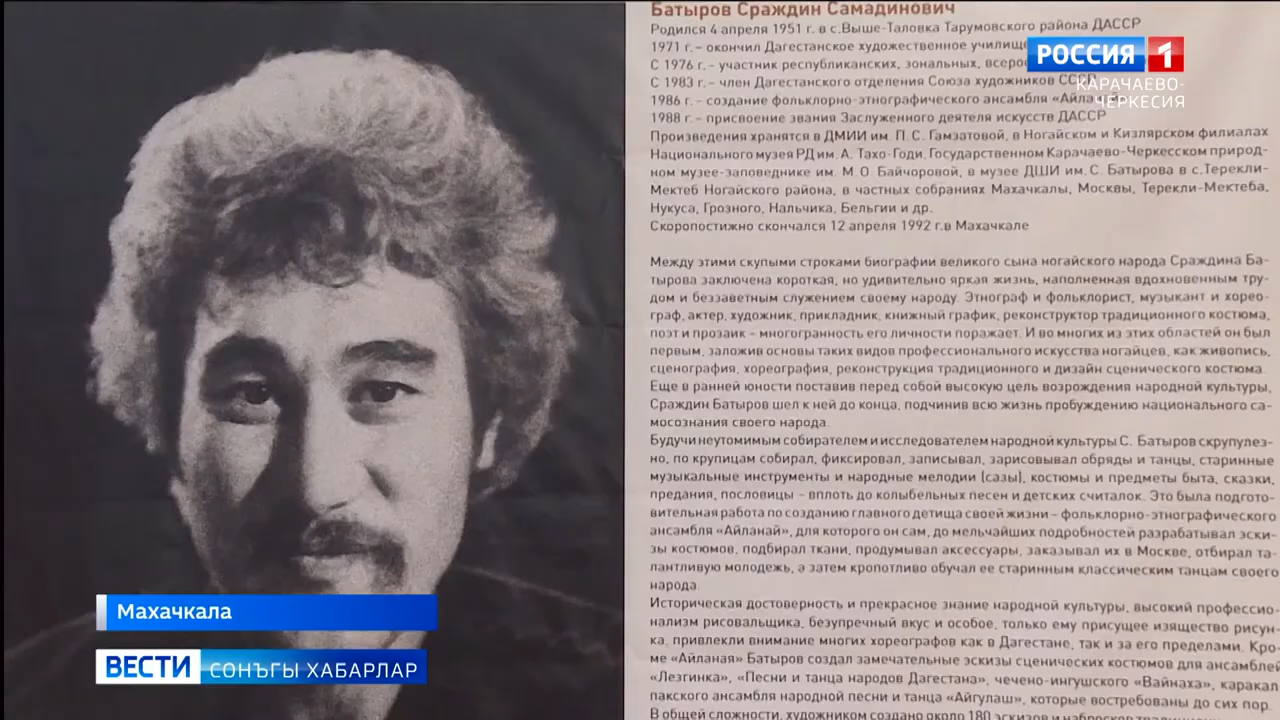 Батыров Сраждин Самадинович
Родился 4 апреля 1951 г. в с.Выше-Таловка Тарумовского района ДАССР
1971 г. – окончил Дагестанское художественное
С 1976 г. – участник республиканских, зональных,
С 1983 г. – член Дагестанского отделения Союза художников СССР
1986 г. – создание фольклорно-этнографического ансамбля
1988 г. – присвоение звания Заслуженного деятеля искусств ДАССР
РОССИЯ 1
КАРАЧАЕВО-
ЧЕРКЕСИЯ
Произведения хранятся в ДМИИ им. П.С. Гамзатовой, в Ногайском и Кизлярском филиалах
Национального музея РД им. А. Тахо-Годи, Государственном Карачаево-Черкесском природ-
ном музее-заповеднике им. М.О. Байчоровой, в музее ДШИ им. С. Батырова в с.Терекли-
Мектеб Ногайского района, в частных собраниях Махачкалы, Москвы, Терекли-Мектеба,
Нукуса, Грозного, Нальчика, Бельгии и др.
Скоропостижно скончался 12 апреля 1992 г.в Махачкале
Между этими скупыми строками биографии великого сына ногайского народа Сраждина Ба-
тырова заключена короткая, но удивительно яркая жизнь, наполненная вдохновенным тру-
дом и беззаветным служением своему народу. Этнограф и фольклорист, музыкант и хорео-
граф, актер, художник, прикладник, книжный график, реконструктор традиционного костюма,
поэт и прозаик – многогранность его личности поражает. И во многих из этих областей он был
первым, заложив основы таких видов профессионального искусства ногайцев, как живопись,
сценография, хореография, реконструкция традиционного и дизайн сценического костюма.
Еще в ранней юности поставив перед собой высокую цель возрождения народной культуры,
Сраждин Батыров шел к ней до конца, подчинив всю жизнь пробуждению национального са-
мосознания своего народа.
Будучи неутомимым собирателем и исследователем народной культуры С. Батыров скрупулез-
но, по крупицам собирал, фиксировал, записывал, зарисовывал обряды и танцы, старинные
музыкальные инструменты и народные мелодии (сазы), костюмы и предметы быта, сказки,
предания, пословицы – вплоть до колыбельных песен и детских считалок. Это была подгото-
вительная работа по созданию главного детища своей жизни – фольклорно-этнографического
ансамбля «Айланай», для которого он сам, до мельчайших подробностей разрабатывал эски-
зы костюмов, подбирал ткани, продумывал аксессуары, заказывал их в Москве, отбирал та-
лантливую молодежь, а затем кропотливо обучал ее старинным классическим танцам своего
народа.
Историческая достоверность и прекрасное знание народной культуры, высокий профессио-
нализм рисовальщика, безупречный вкус и особое, только ему присущее изящество рисун-
ка, привлекли внимание многих хореографов как в Дагестане, так и за его пределами. Кро-
ме «Айланая» Батыров создал замечательные эскизы сценических костюмов для ансамблей
«Лезгинка», «Песни и танца народов Дагестана», чечено-ингушского «Вайнаха», каракал
пакского ансамбля народной песни и танца «Айгулаш», которые востребованы до сих пор.
В общей сложности, художником создано около 180 эскизов и набросков
Махачкала
ВЕСТИ СОНЪГЫ ХАБАРЛАР